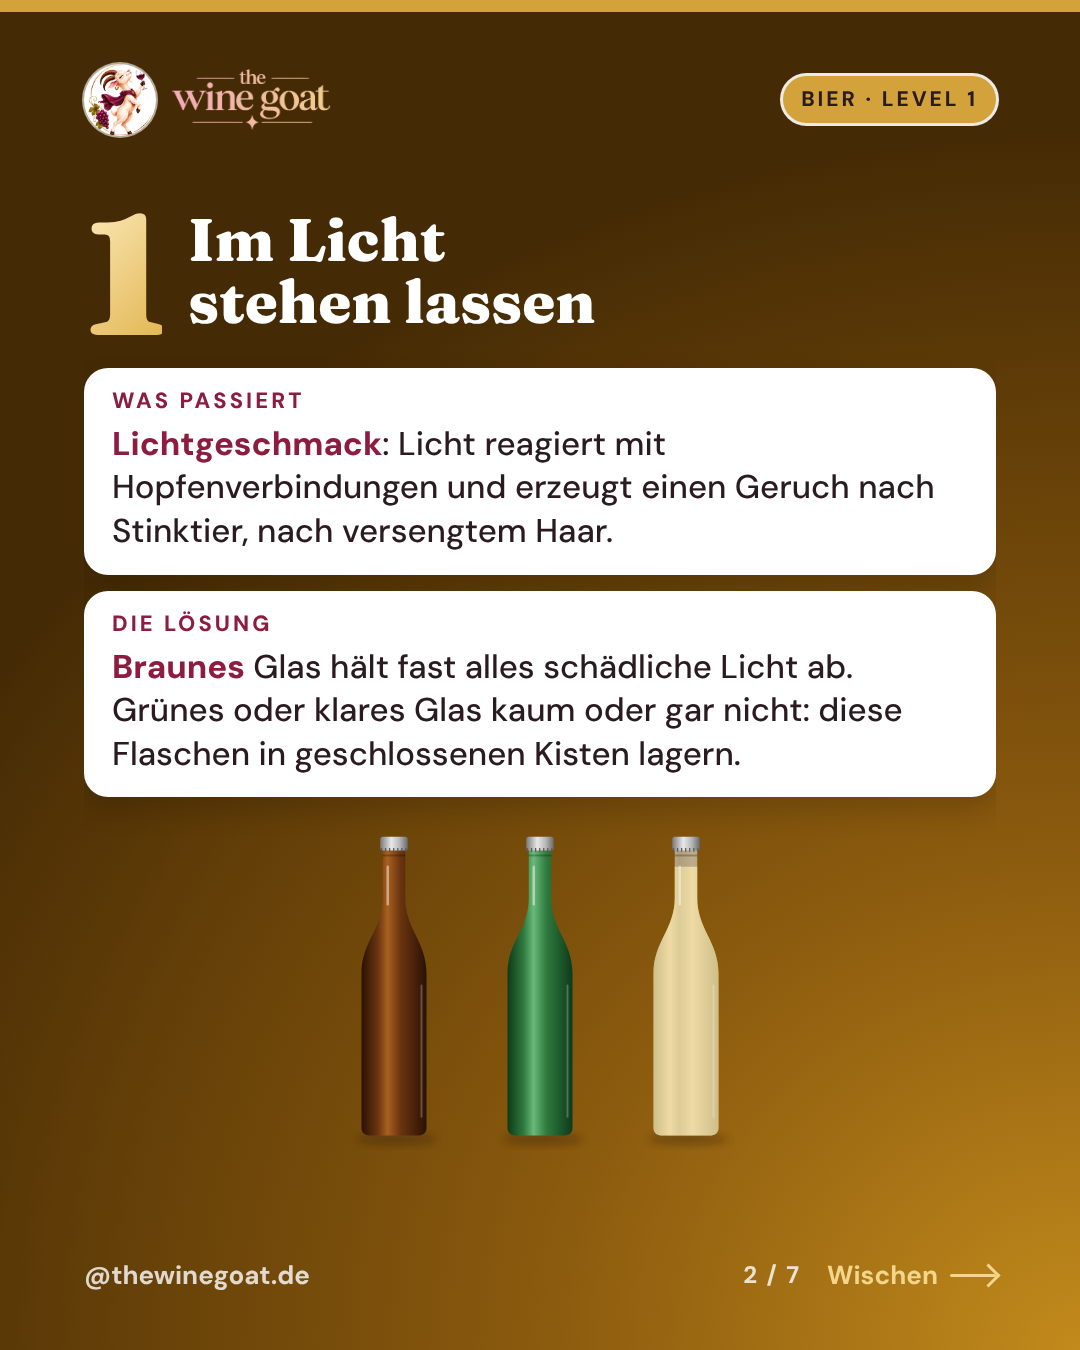 the
wine goat
BIER · LEVEL 1
1
Im Licht
stehen lassen
WAS PASSIERT
Lichtgeschmack: Licht reagiert mit
Hopfenverbindungen und erzeugt einen Geruch nach
Stinktier, nach versengtem Haar.
DIE LÖSUNG
Braunes Glas hält fast alles schädliche Licht ab.
Grünes oder klares Glas kaum oder gar nicht: diese
Flaschen in geschlossenen Kisten lagern.
@thewinegoat.de
2 / 7 Wischen